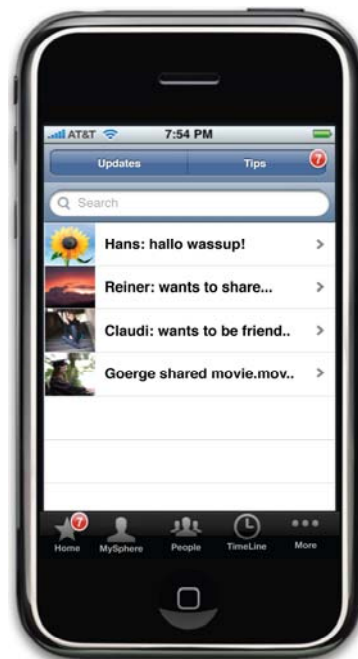 AT&T 7:54 PM
Updates Tips 7
Search
Hans: hallo wassup!
Reiner: wants to share...
Claudi: wants to be friend..
Goerge shared movie.mov..
7
Home MySphere People TimeLine More